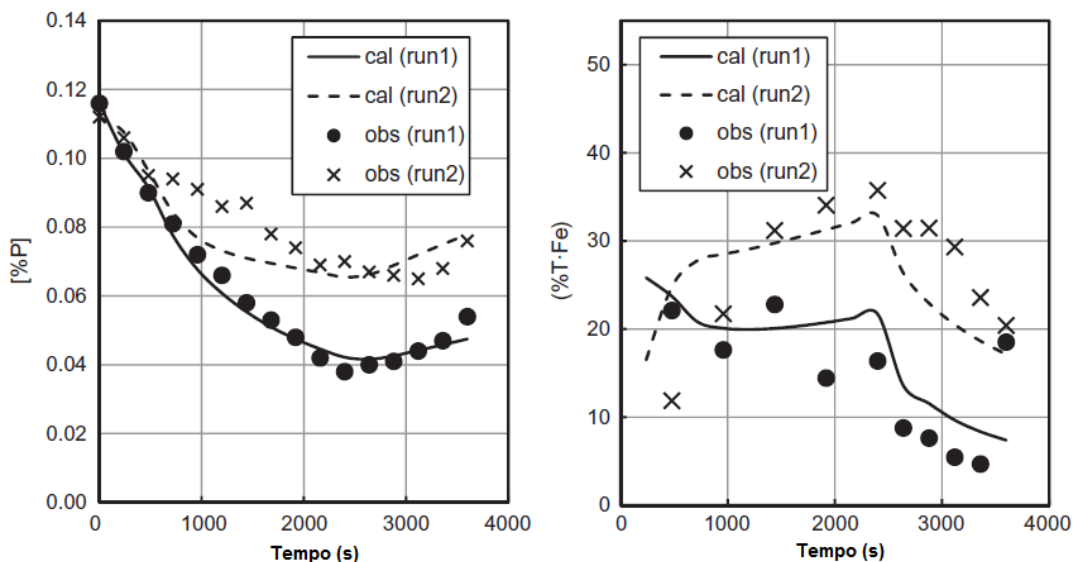 0.14
0.12
0.10
0.08
0.06
0.04
0.02
0.00
[%P]
cal (run1)
cal (run2)
obs (run1)
obs (run2)
0
1000
2000
3000
4000
Tempo (s)
50
40
30
20
10
0
(%T·Fe)
cal (run1)
cal (run2)
obs (run1)
obs (run2)
0
1000
2000
3000
4000
Tempo (s)